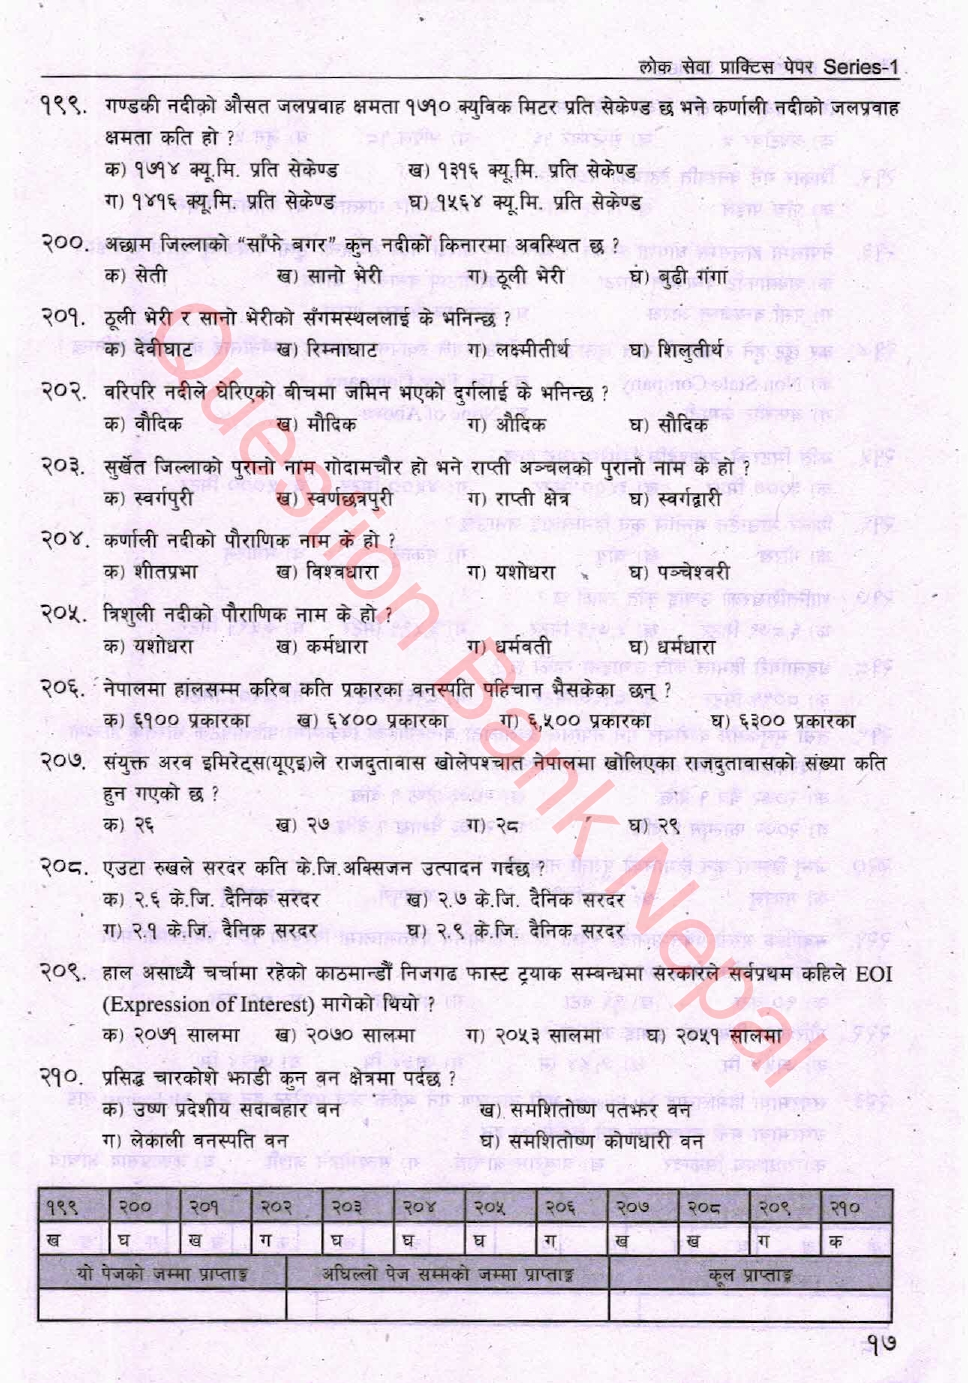 लोक सेवा प्राक्टिस पेपर Series-1
१९९. गण्डकी नदीको औसत जलप्रवाह क्षमता १७१० क्युविक मिटर प्रति सेकेण्ड छ भने कर्णाली नदीको जलप्रवाह
क्षमता कति हो ?
क) १७१४ क्यू.मि. प्रति सेकेण्ड ख) १३१६ क्यू.मि. प्रति सेकेण्ड
ग) १४१६ क्यू.मि. प्रति सेकेण्ड घ) १५६४ क्यू.मि. प्रति सेकेण्ड
२००. अछाम जिल्लाको “साँफे बगर” कुन नदीको किनारमा अवस्थित छ ?
क) सेती ख) सानो भेरी ग) ठूली भेरी घ) बुढी गंगा
२०१. ठूली भेरी र सानो भेरीको संगमस्थललाई के भनिन्छ ?
क) देवीघाट ख) रिम्नाघाट ग) लक्ष्मीतीर्थ घ) शिलुतीर्थ
२०२. वरिपरि नदीले घेरिएको बीचमा जमिन भएको दुर्गलाई के भनिन्छ ?
क) वौदिक ख) मौदिक ग) औदिक घ) सौदिक
२०३. सुर्खेत जिल्लाको पुरानो नाम गोदामचौर हो भने राप्ती अञ्चलको पुरानो नाम के हो ?
क) स्वर्गपुरी ख) स्वर्णछत्रपुरी ग) राप्ती क्षेत्र घ) स्वर्गद्वारी
२०४. कर्णाली नदीको पौराणिक नाम के हो ?
क) शीतप्रभा ख) विश्वधारा ग) यशोधरा घ) पञ्चेश्वरी
२०५. त्रिशुली नदीको पौराणिक नाम के हो ?
क) यशोधरा ख) कर्मधारा ग) धर्मवती घ) धर्मधारा
२०६. नेपालमा हालसम्म करिब कति प्रकारका वनस्पति पहिचान भैसकेका छन् ?
क) ६१०० प्रकारका ख) ६४०० प्रकारका ग) ६,५०० प्रकारका घ) ६३०० प्रकारका
२०७. संयुक्त अरब इमिरेट्स(यूएइ)ले राजदुतावास खोलेपश्चात नेपालमा खोलिएका राजदुतावासको संख्या कति
हुन गएको छ ?
क) २६ ख) २७ ग) २८ घ) २९
२०८. एउटा रुखले सरदर कति के.जि.अक्सिजन उत्पादन गर्दछ ?
क) २.६ के.जि. दैनिक सरदर ख) २.७ के.जि. दैनिक सरदर
ग) २.१ के.जि. दैनिक सरदर घ) २.९ के.जि. दैनिक सरदर
२०९. हाल असाध्यै चर्चामा रहेको काठमान्डौं निजगढ फास्ट ट्रयाक सम्बन्धमा सरकारले सर्वप्रथम कहिले EOI
(Expression of Interest) मागेको थियो ?
क) २०७१ सालमा ख) २०७० सालमा ग) २०५३ सालमा घ) २०५१ सालमा
२१०. प्रसिद्ध चारकोशे झाडी कुन वन क्षेत्रमा पर्दछ ?
क) उष्ण प्रदेशीय सदाबहार वन ख) समशितोष्ण पतझर वन
ग) लेकाली वनस्पति वन घ) समशितोष्ण कोणधारी वन
१९९ २०० २०१ २०२ २०३ २०४ २०५ २०६ २०७ २०८ २०९ २१०
ख घ ख ग घ घ घ ग ख ख ग क
यो पेजको जम्मा प्राप्ताङ्क अघिल्लो पेज सम्मको जम्मा प्राप्ताङ्क कूल प्राप्ताङ्क
१७
Question Bank Nepal